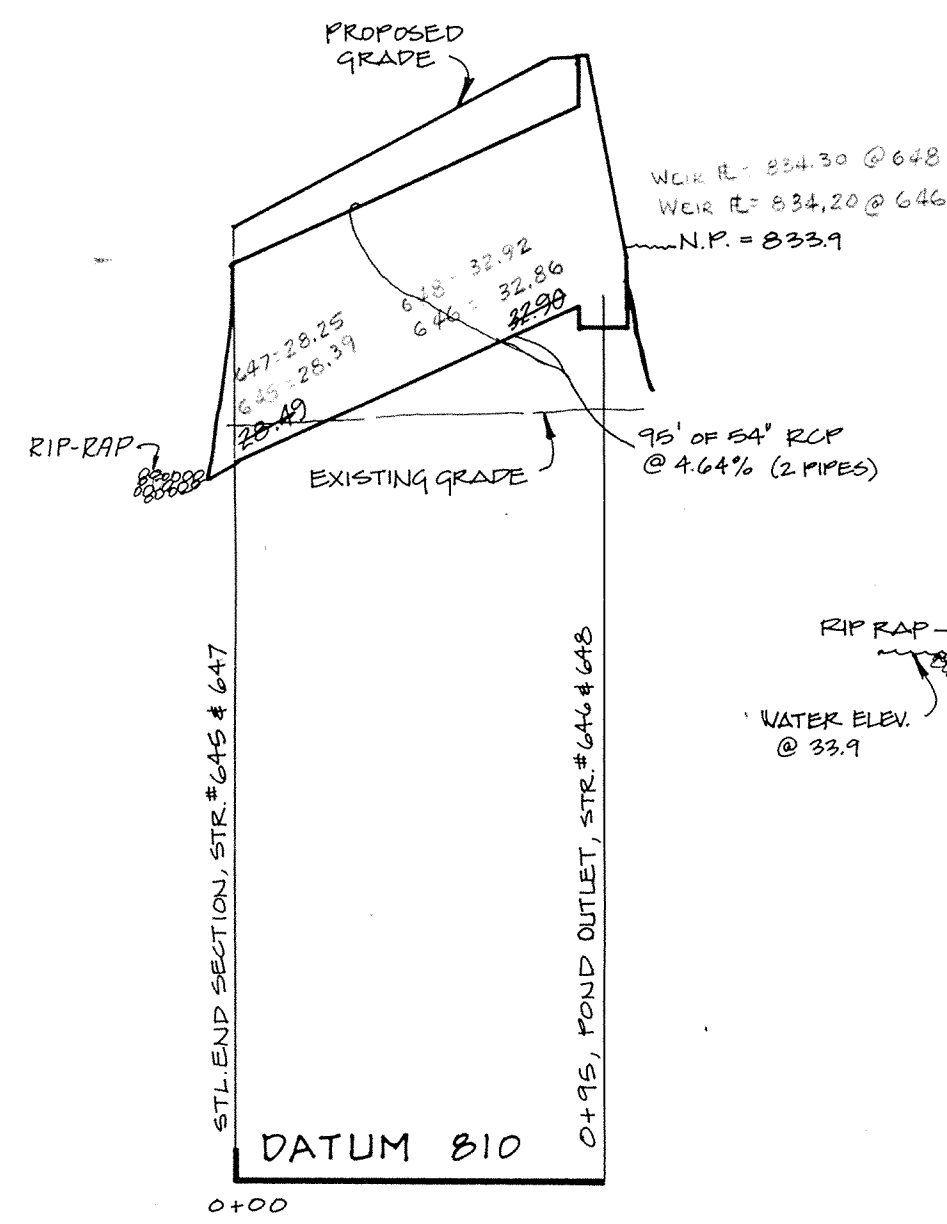 PROPOSED
GRADE
WEIR ℄= 834.30 @ 648
WEIR ℄= 834.20 @ 646
N.P. = 833.9
648 = 32.92
646 = 32.86
32.90
647=28.25
645=28.39
28.49
RIP-RAP
EXISTING GRADE
95' OF 54" RCP
@ 4.64% (2 PIPES)
RIP RAP
WATER ELEV.
@ 33.9
STL. END SECTION, STR. #645 & 647
0+95, POND OUTLET, STR. #646 & 648
DATUM 810
0+00